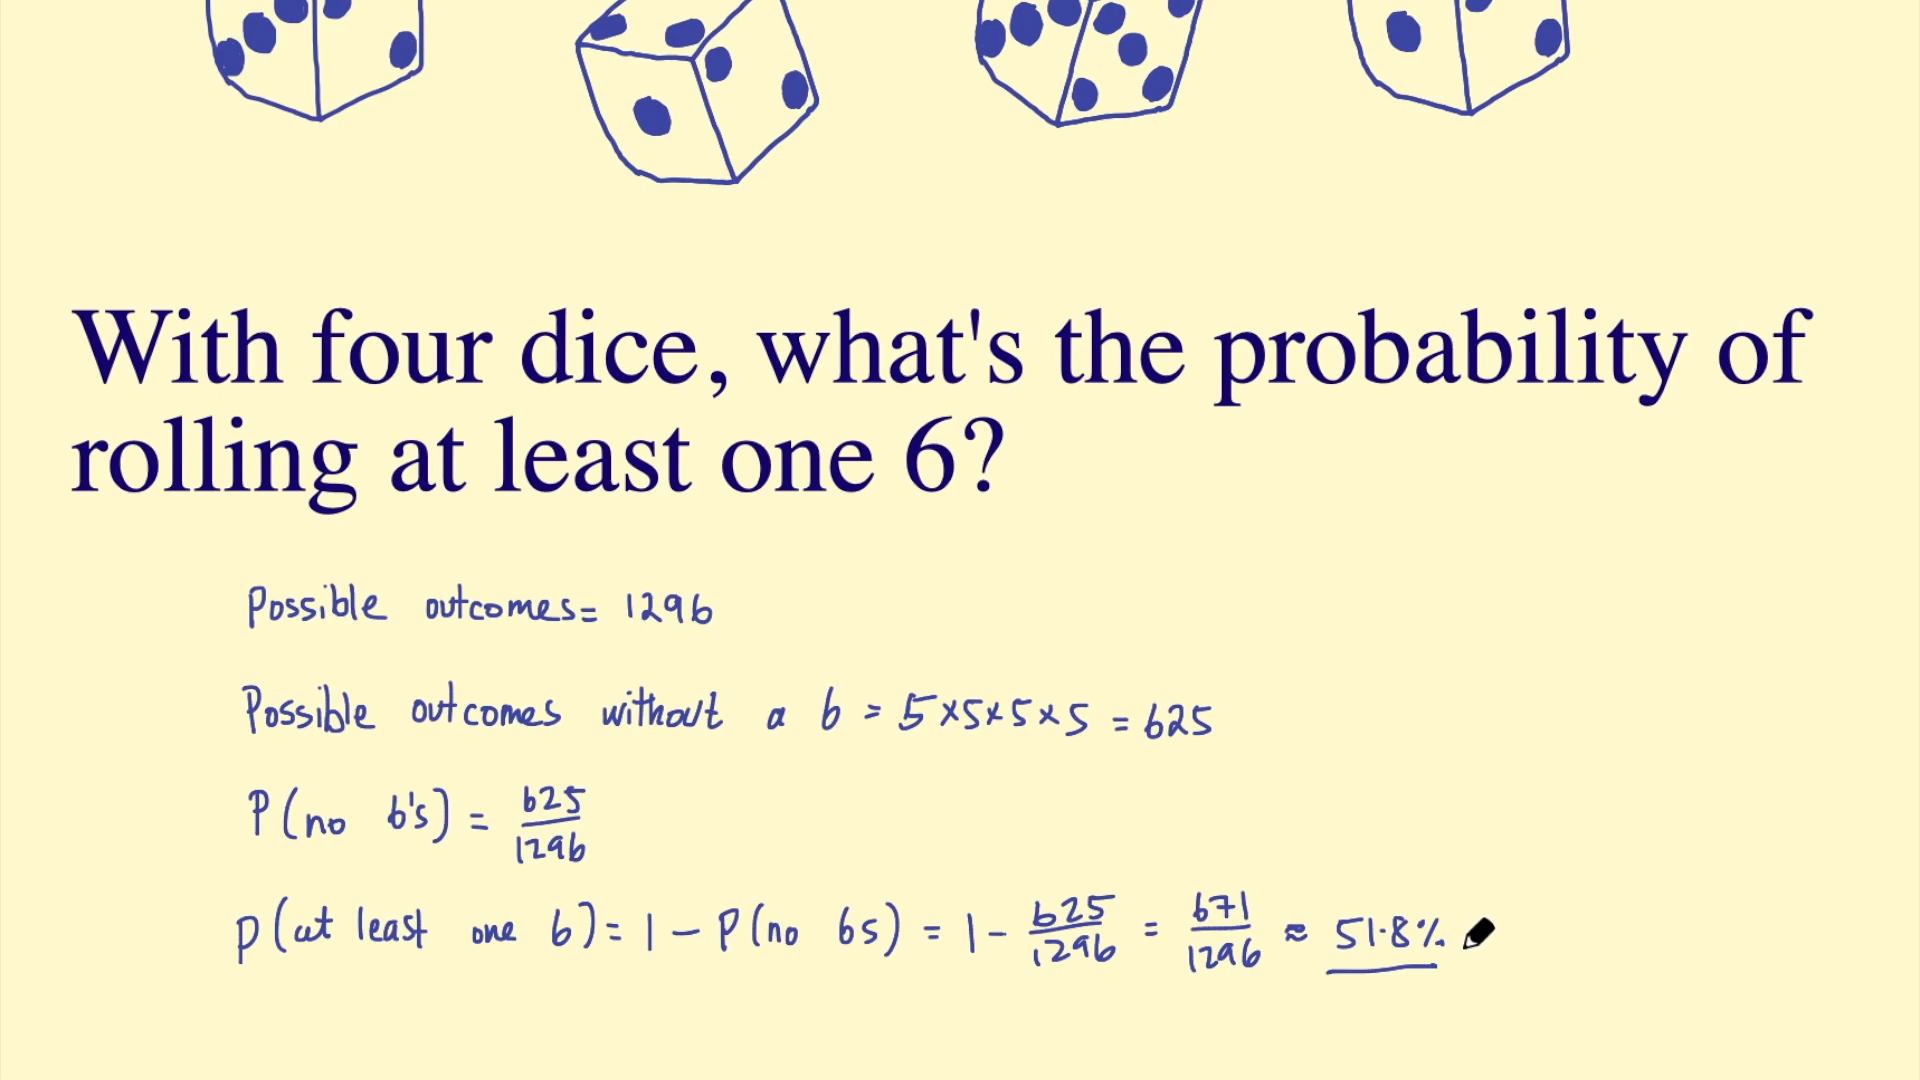 With four dice, what's the probability of
rolling at least one 6?
Possible outcomes = 1296
Possible outcomes without a 6 = 5×5×5×5 = 625
P(no 6's) = 625/1296
P(at least one 6) = 1 − P(no 6s) = 1 − 625/1296 = 671/1296 ≈ 51.8%